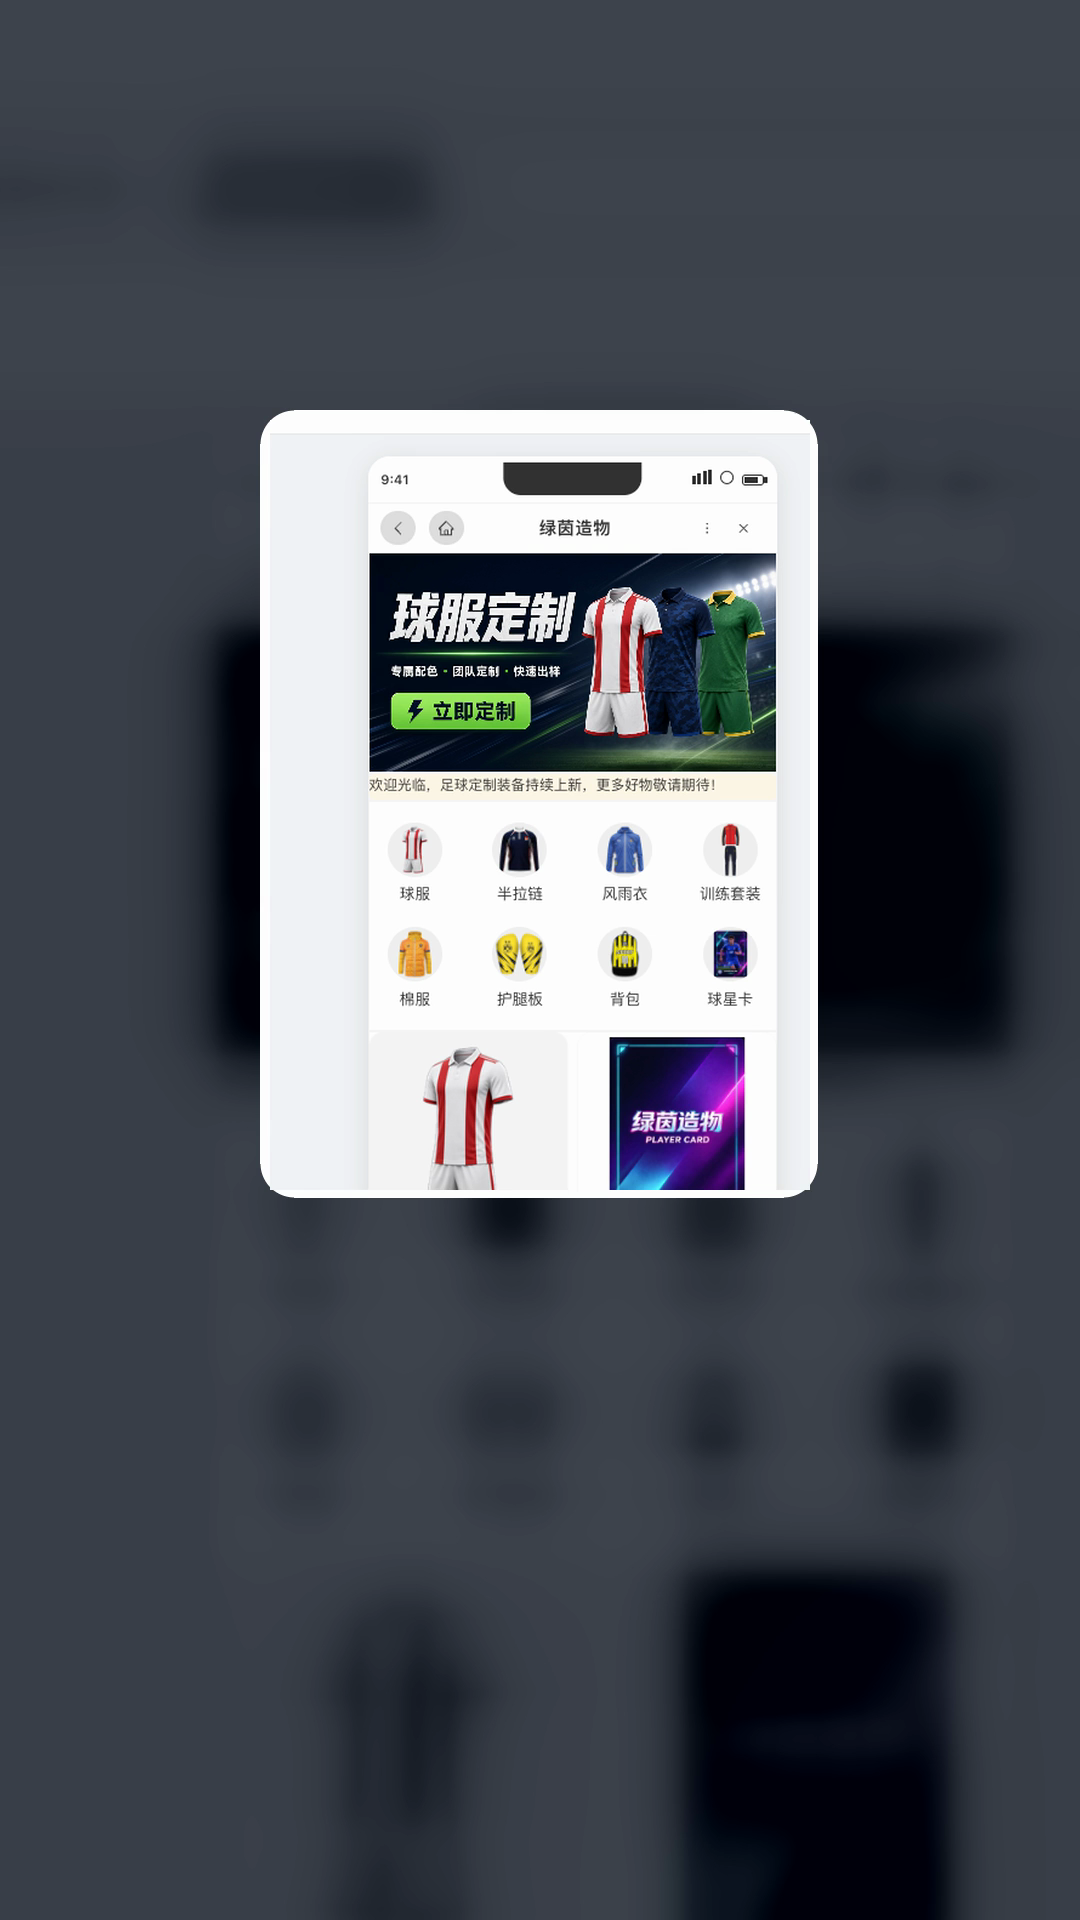 9:41
绿茵造物
球服定制
专属配色·团队定制·快速出样
立即定制
欢迎光临，足球定制装备持续上新，更多好物敬请期待！
球服 半拉链 风雨衣 训练套装
棉服 护腿板 背包 球星卡
绿茵造物
PLAYER CARD